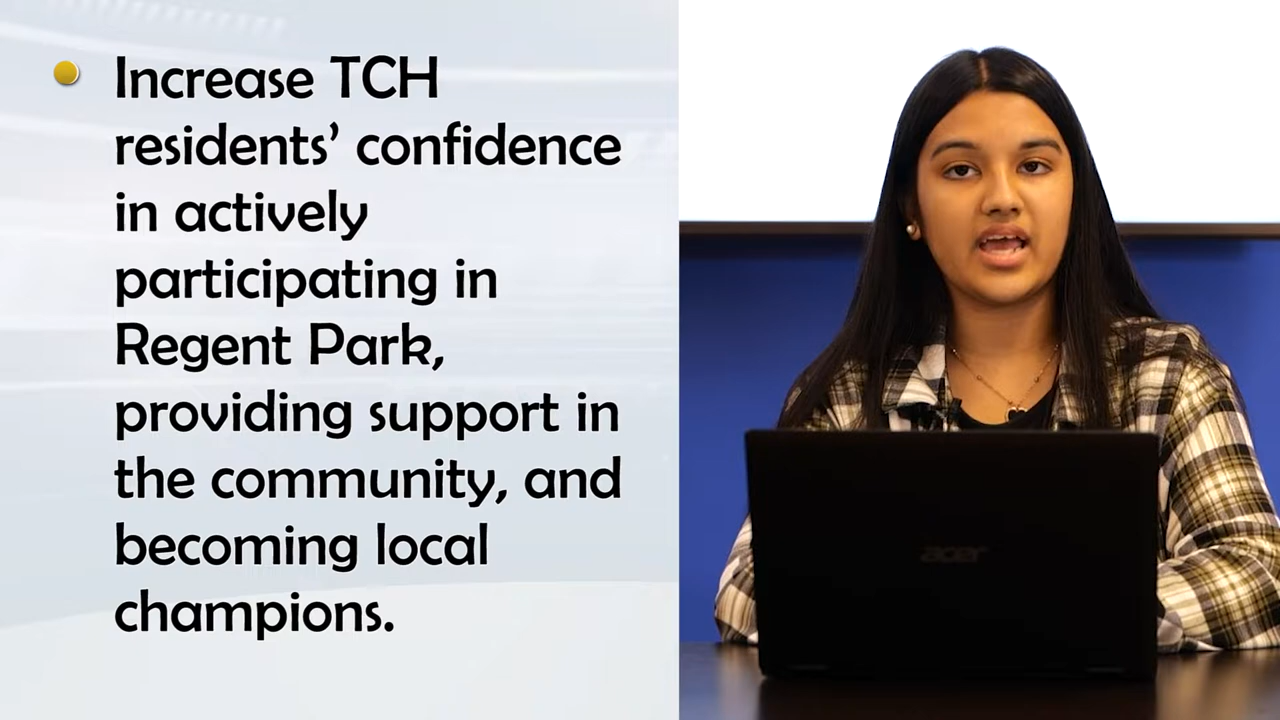 Increase TCH
residents’ confidence
in actively
participating in
Regent Park,
providing support in
the community, and
becoming local
champions.
acer